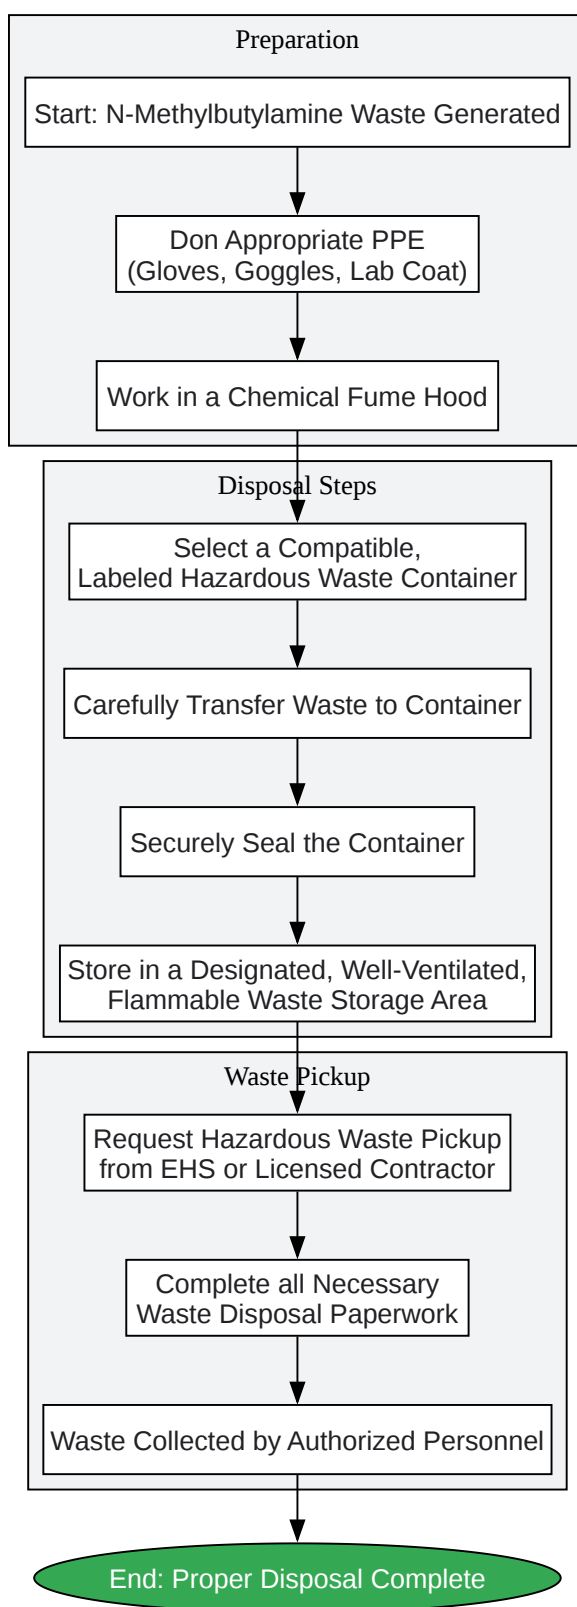 Preparation
Start: N-Methylbutylamine Waste Generated
Don Appropriate PPE
(Gloves, Goggles, Lab Coat)
Work in a Chemical Fume Hood
Disposal Steps
Select a Compatible,
Labeled Hazardous Waste Container
Carefully Transfer Waste to Container
Securely Seal the Container
Store in a Designated, Well-Ventilated,
Flammable Waste Storage Area
Waste Pickup
Request Hazardous Waste Pickup
from EHS or Licensed Contractor
Complete all Necessary
Waste Disposal Paperwork
Waste Collected by Authorized Personnel
End: Proper Disposal Complete